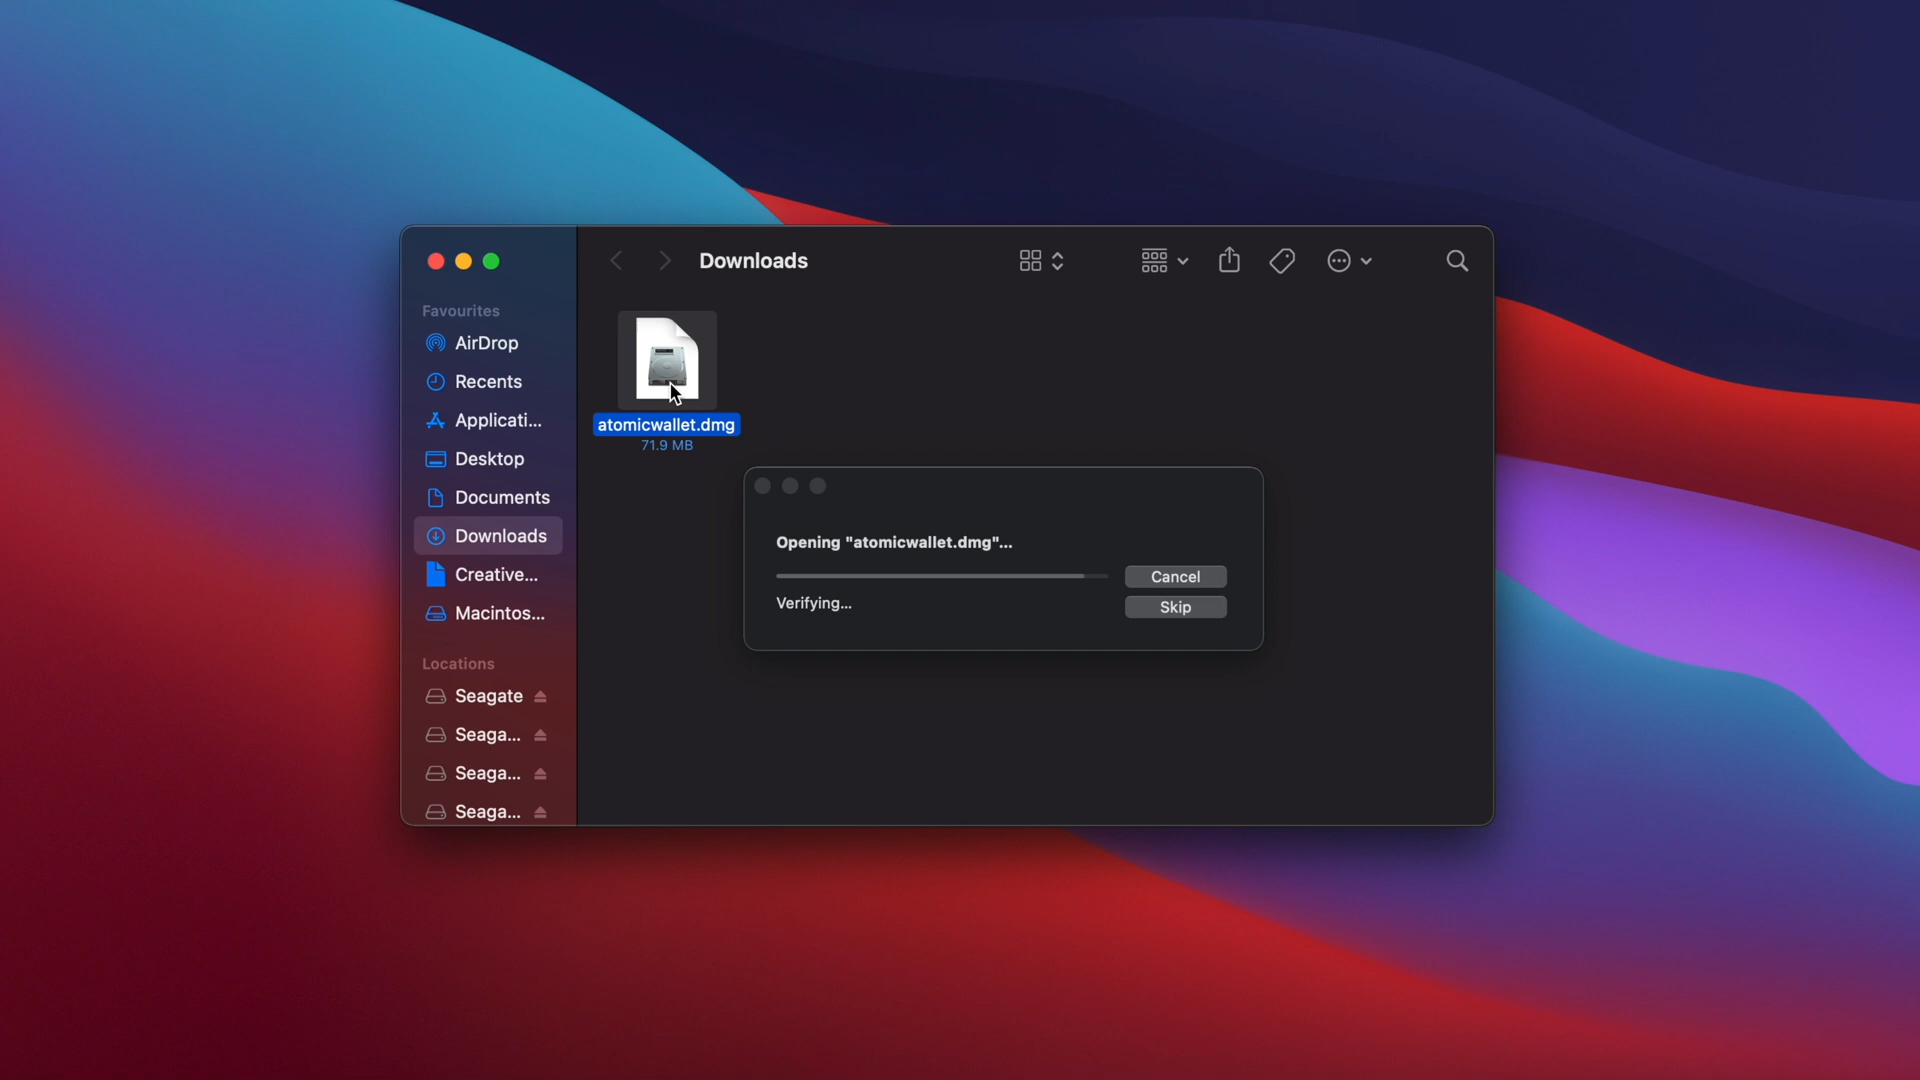 Downloads
Favourites
AirDrop
Recents
Applicati...
Desktop
Documents
Downloads
Creative...
Macintos...
Locations
Seagate
Seaga...
Seaga...
Seaga...
atomicwallet.dmg
71.9 MB
Opening "atomicwallet.dmg"...
Cancel
Verifying...
Skip